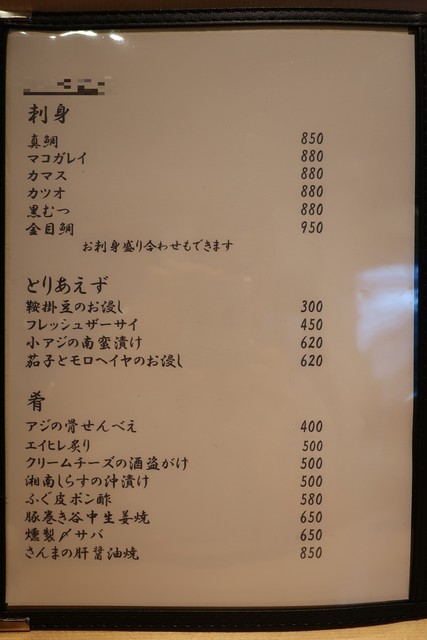 刺身
真鯛 850
マコガレイ 880
カマス 880
カツオ 880
黒むつ 880
金目鯛 950
お刺身盛り合わせもできます
とりあえず
鞍掛豆のお浸し 300
フレッシュザーサイ 450
小アジの南蛮漬け 620
茄子とモロヘイヤのお浸し 620
肴
アジの骨せんべえ 400
エイヒレ炙り 500
クリームチーズの酒盗がけ 500
湘南しらすの沖漬け 500
ふぐ皮ポン酢 580
豚巻き谷中生姜焼 650
燻製〆サバ 650
さんまの肝醤油焼 850